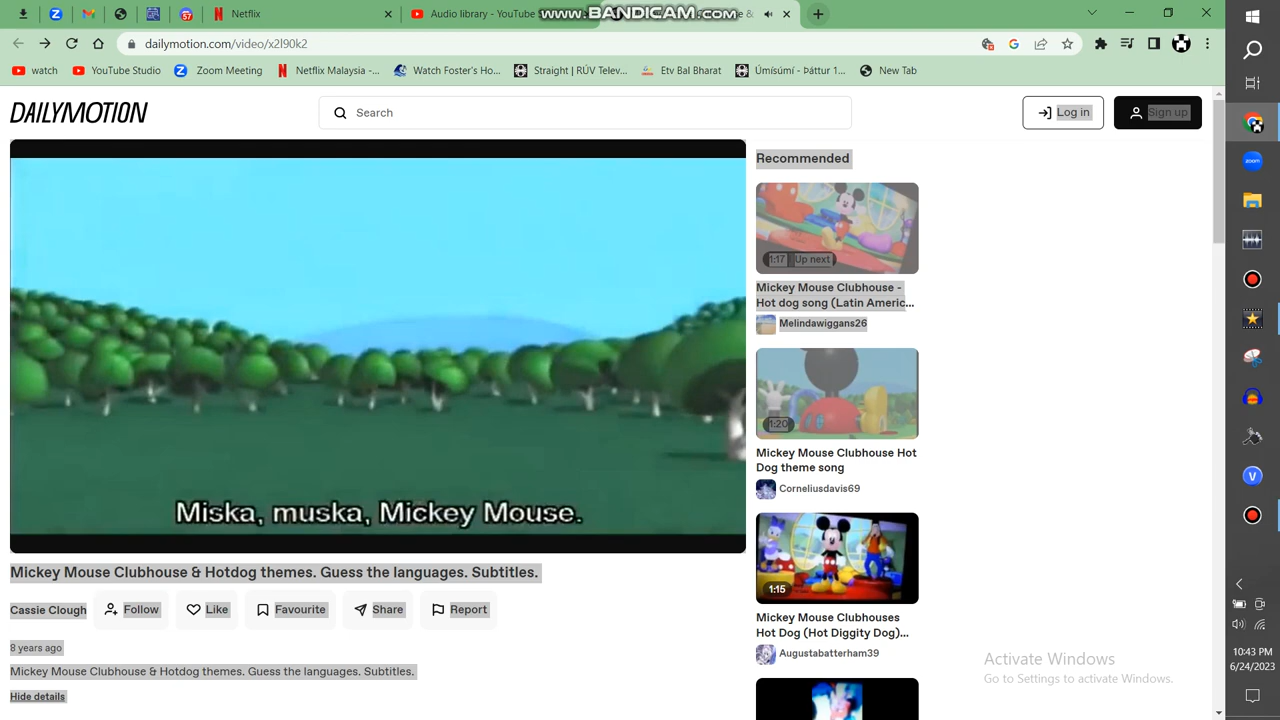 Netflix
Audio library - YouTube
www.BANDICAM.com
57
dailymotion.com/video/x2l90k2
watch
YouTube Studio
Zoom Meeting
Netflix Malaysia -...
Watch Foster's Ho...
Straight | RÚV Telev...
Etv Bal Bharat
Úmísúmí - Þáttur 1...
New Tab
DAILYMOTION
Search
Log in
Sign up
Miska, muska, Mickey Mouse.
Mickey Mouse Clubhouse & Hotdog themes. Guess the languages. Subtitles.
Cassie Clough
Follow
Like
Favourite
Share
Report
8 years ago
Mickey Mouse Clubhouse & Hotdog themes. Guess the languages. Subtitles.
Hide details
Recommended
1:17
Up next
Mickey Mouse Clubhouse -
Hot dog song (Latin Americ...
Melindawiggans26
1:20
Mickey Mouse Clubhouse Hot
Dog theme song
Corneliusdavis69
1:15
Mickey Mouse Clubhouses
Hot Dog (Hot Diggity Dog)...
Augustabatterham39
Activate Windows
Go to Settings to activate Windows.
zoom
10:43 PM
6/24/2023